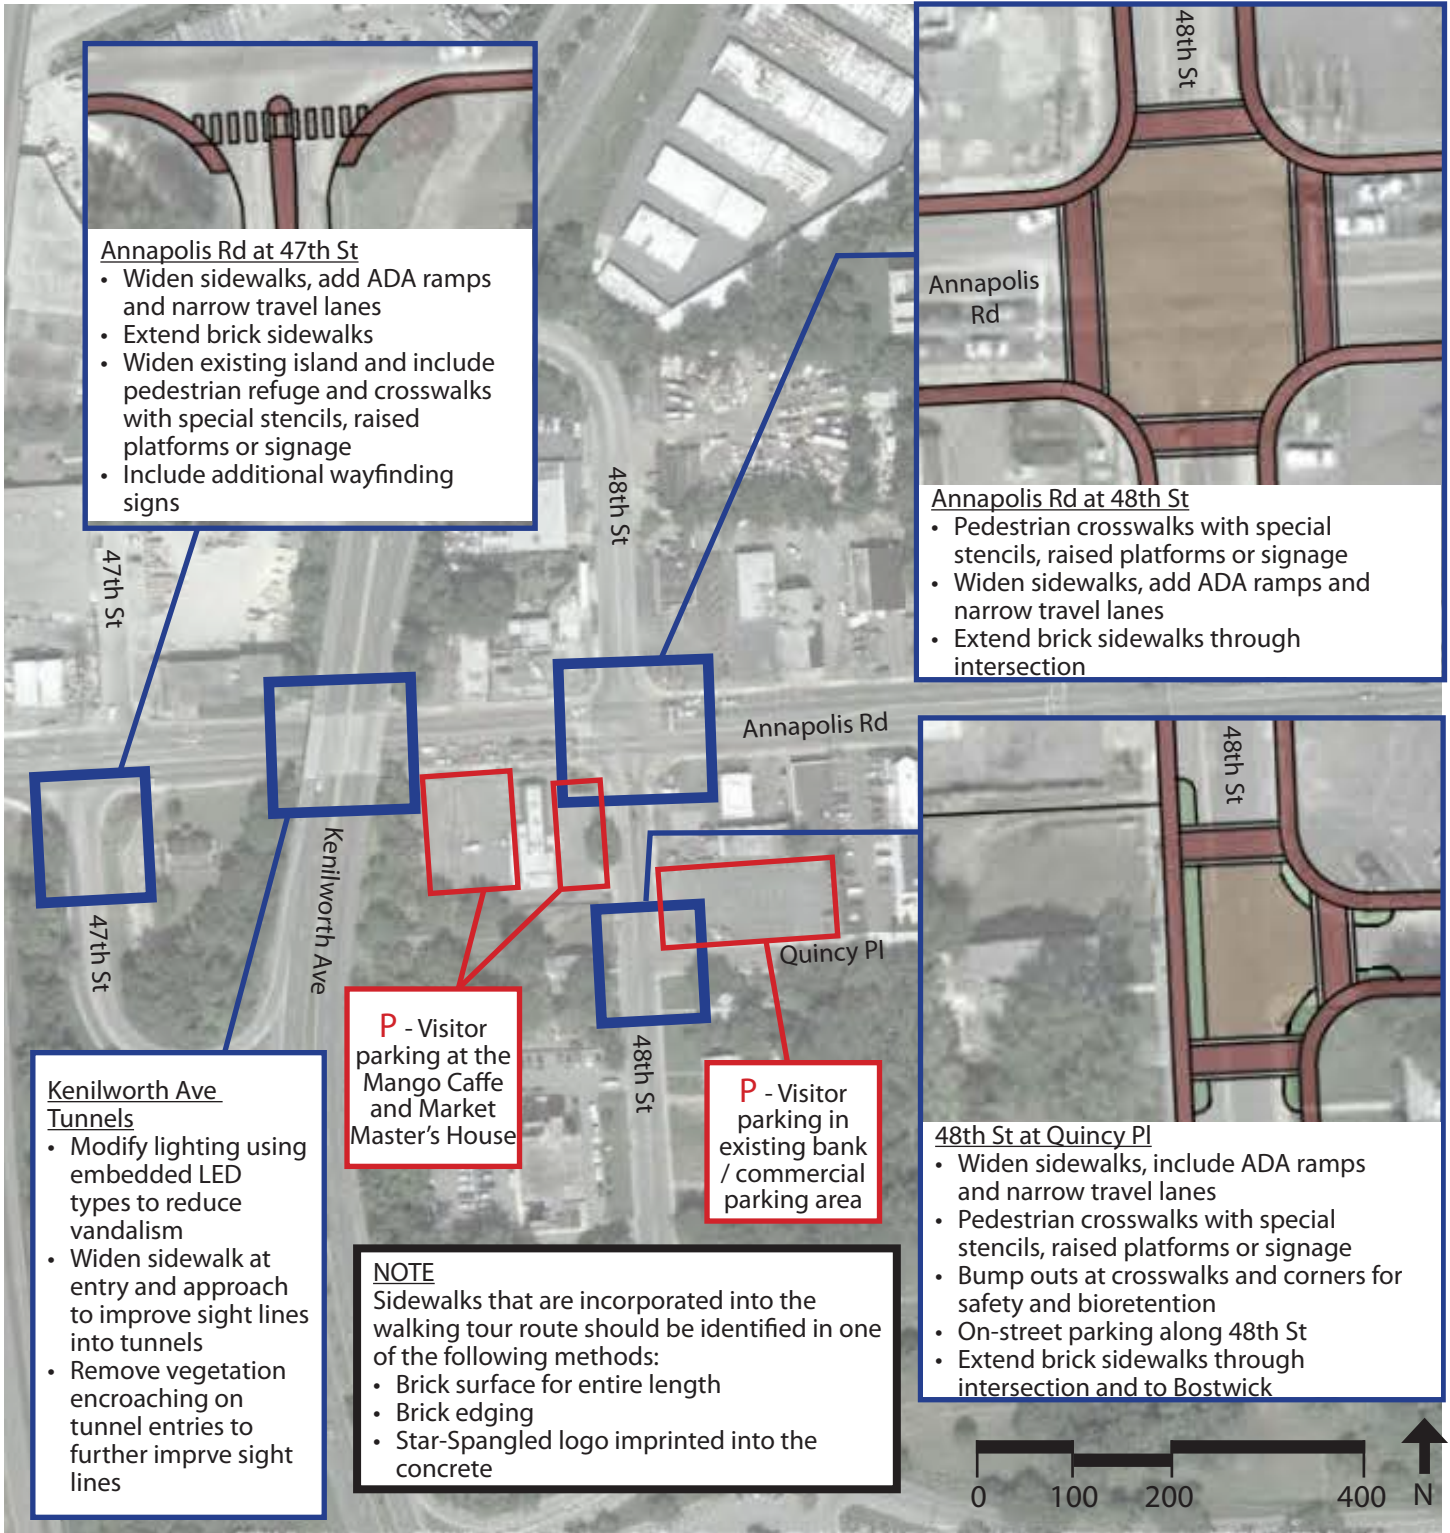 Annapolis Rd at 47th St
• Widen sidewalks, add ADA ramps
and narrow travel lanes
• Extend brick sidewalks
• Widen existing island and include
pedestrian refuge and crosswalks
with special stencils, raised
platforms or signage
• Include additional wayfinding
signs
48th St
Annapolis
Rd
Annapolis Rd at 48th St
• Pedestrian crosswalks with special
stencils, raised platforms or signage
• Widen sidewalks, add ADA ramps and
narrow travel lanes
• Extend brick sidewalks through
intersection
47th St
48th St
Annapolis Rd
Kenilworth Ave
47th St
Quincy Pl
48th St
48th St
48th St at Quincy Pl
• Widen sidewalks, include ADA ramps
and narrow travel lanes
• Pedestrian crosswalks with special
stencils, raised platforms or signage
• Bump outs at crosswalks and corners for
safety and bioretention
• On-street parking along 48th St
• Extend brick sidewalks through
intersection and to Bostwick
P - Visitor
parking at the
Mango Caffe
and Market
Master's House
P - Visitor
parking in
existing bank
/ commercial
parking area
Kenilworth Ave
Tunnels
• Modify lighting using
embedded LED
types to reduce
vandalism
• Widen sidewalk at
entry and approach
to improve sight lines
into tunnels
• Remove vegetation
encroaching on
tunnel entries to
further imprve sight
lines
NOTE
Sidewalks that are incorporated into the
walking tour route should be identified in one
of the following methods:
• Brick surface for entire length
• Brick edging
• Star-Spangled logo imprinted into the
concrete
0 100 200 400 N